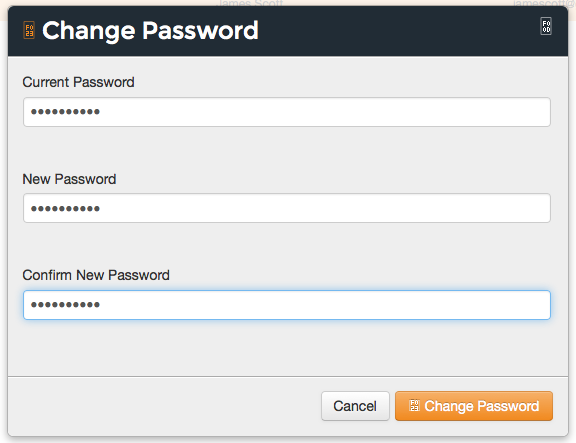 James Scott
jamescott@
Change Password
Current Password
••••••••••
New Password
••••••••••
Confirm New Password
••••••••••
Cancel
Change Password